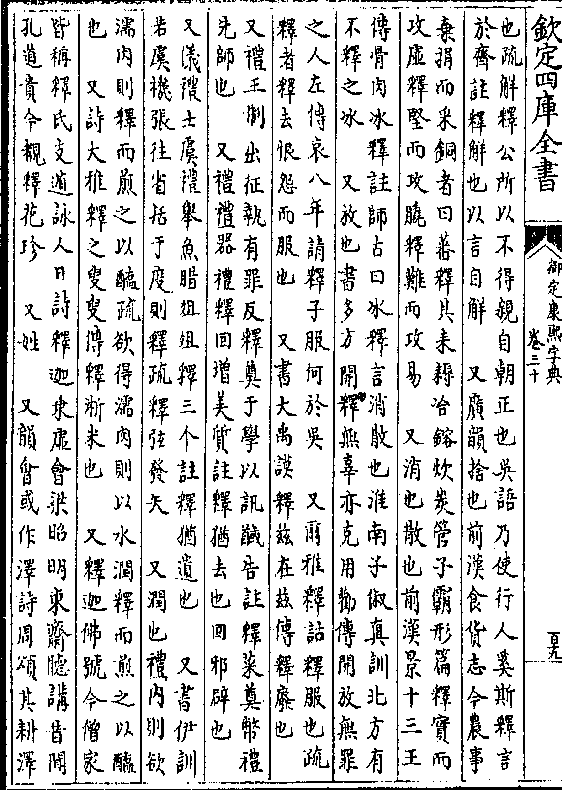 欽定四庫全書
御定康熙字典
卷三十
百九
也疏解釋公所以不得親自朝正也吳語乃使行人奚斯釋言
於齊註釋解也以言自解 又廣韻捨也前漢食貨志令農事
棄捐而采銅者曰蕃釋其耒耨冶鎔炊炭管子霸形篇釋實而
攻虛釋堅而攻膬釋難而攻易 又消也散也前漢景十三王
傳骨肉冰釋註師古曰冰釋言消散也淮南子俶真訓北方有
不釋之冰 又放也書多方開釋無辜亦克用勸傳開放無罪
之人左傳哀八年請釋子服何於吳 又爾雅釋詁釋服也疏
釋者釋去恨怨而服也 又書大禹謨釋茲在茲傳釋廢也
又禮王制出征執有罪反釋奠于學以訊馘告註釋菜奠幣禮
先師也 又禮禮器禮釋回增美質註釋猶去也回邪辟也
又儀禮士虞禮舉魚腊俎俎釋三个註釋猶遺也 又書伊訓
若虞機張往省括于度則釋疏釋弦發矢 又潤也禮內則欲
濡肉則釋而煎之以醢疏欲得濡肉則以水潤釋而煎之以醢
也 又詩大雅釋之叟叟傳釋淅米也 又釋迦佛號今僧家
皆稱釋氏支遁詠人日詩釋迦隶虛會梁昭明東齋聽講昔聞
孔道貴今覩釋花珍 又姓 又韻會或作澤詩周頌其耕澤